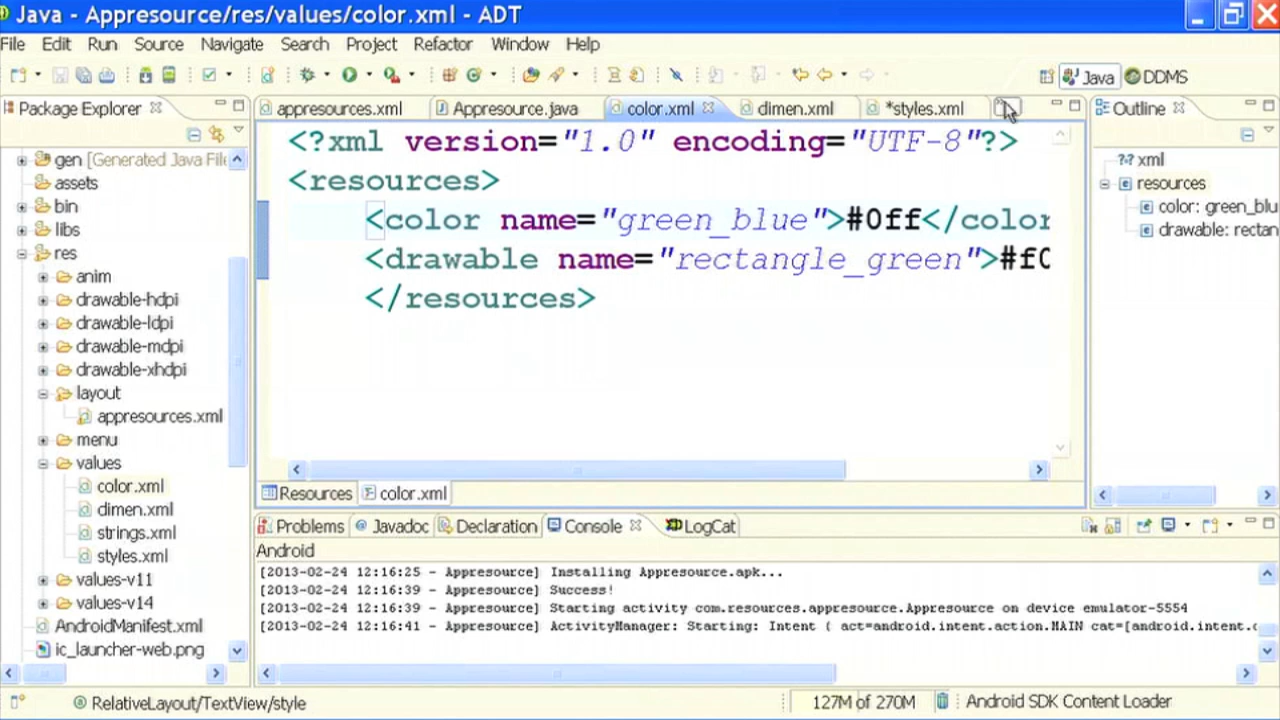 Java - Appresource/res/values/color.xml - ADT
File Edit Run Source Navigate Search Project Refactor Window Help
Java DDMS
Package Explorer
appresources.xml Appresource.java color.xml dimen.xml *styles.xml
Outline
gen [Generated Java File
assets
bin
libs
res
anim
drawable-hdpi
drawable-ldpi
drawable-mdpi
drawable-xhdpi
layout
appresources.xml
menu
values
color.xml
dimen.xml
strings.xml
styles.xml
values-v11
values-v14
AndroidManifest.xml
ic_launcher-web.png
<?xml version="1.0" encoding="UTF-8"?>
<resources>
<color name="green_blue">#0ff</color
<drawable name="rectangle_green">#f0
</resources>
Resources color.xml
?-? xml
resources
color: green_blu
drawable: rectan
Problems Javadoc Declaration Console LogCat
Android
[2013-02-24 12:16:25 - Appresource] Installing Appresource.apk...
[2013-02-24 12:16:39 - Appresource] Success!
[2013-02-24 12:16:39 - Appresource] Starting activity com.resources.appresource.Appresource on device emulator-5554
[2013-02-24 12:16:41 - Appresource] ActivityManager: Starting: Intent { act=android.intent.action.MAIN cat=[android.intent.c
RelativeLayout/TextView/style
127M of 270M
Android SDK Content Loader